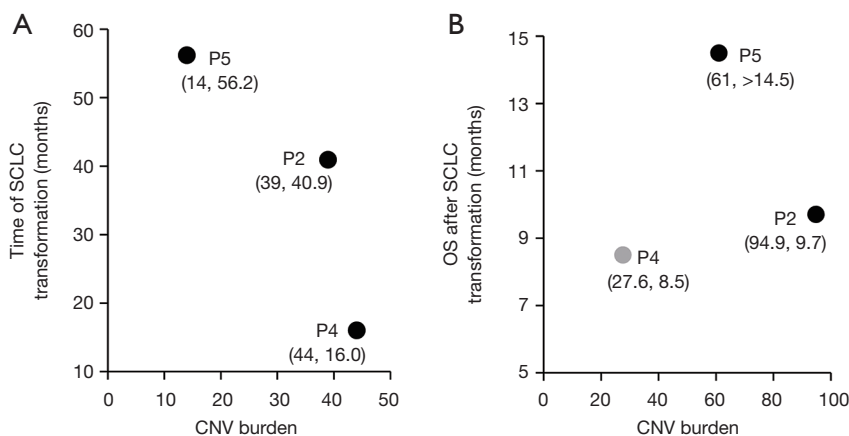 A
Time of SCLC
transformation (months)
60
50
40
30
20
10
P5
(14, 56.2)
P2
(39, 40.9)
P4
(44, 16.0)
0
10
20
30
40
50
CNV burden
B
OS after SCLC
transformation (months)
15
13
11
9
7
5
P5
(61, >14.5)
P2
(94.9, 9.7)
P4
(27.6, 8.5)
0
20
40
60
80
100
CNV burden